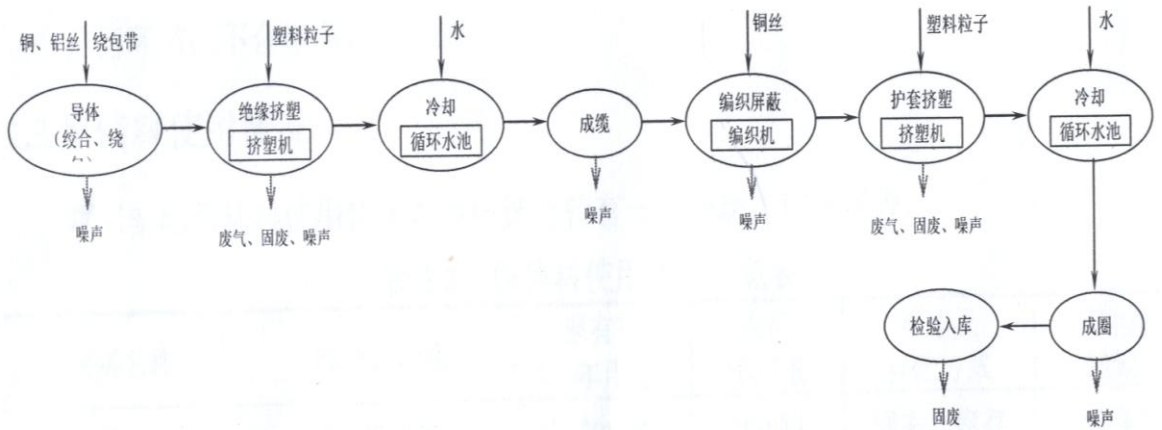 铜、铝丝 绕包带
塑料粒子
水
铜丝
塑料粒子
水
导体
(绞合、绕
绝缘挤塑
挤塑机
冷却
循环水池
成缆
编织屏蔽
编织机
护套挤塑
挤塑机
冷却
循环水池
噪声
废气、固废、噪声
噪声
噪声
废气、固废、噪声
检验入库
成圈
固废
噪声